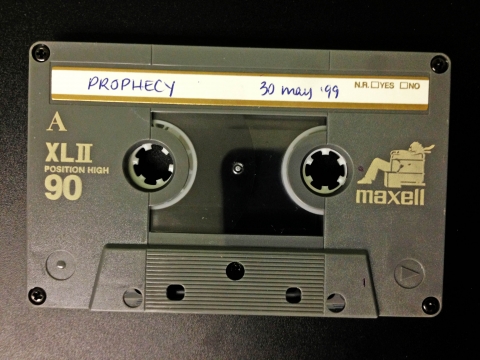 PROPHECY 30 may '99 N.R. □YES □NO
A
XLII
POSITION HIGH
90
maxell